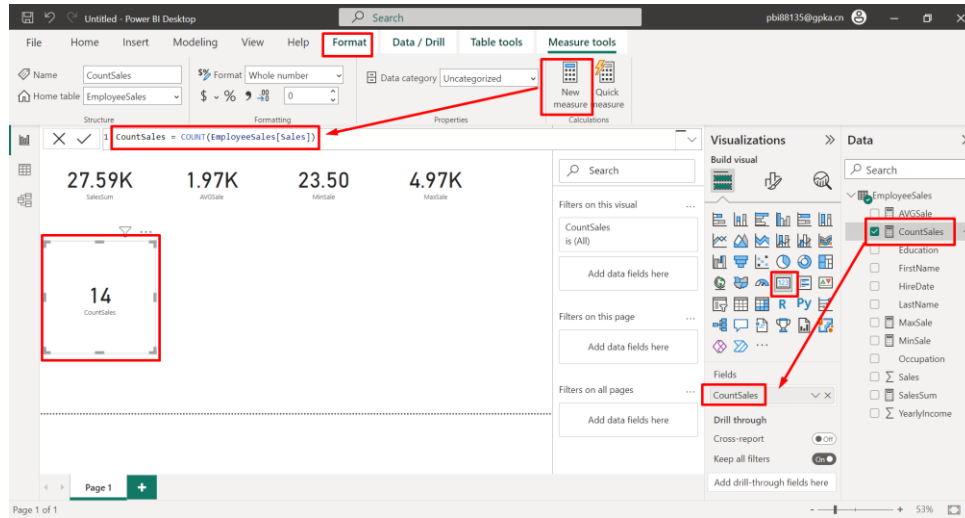 Untitled - Power BI Desktop
Search
pbi88135@gpka.cn
File Home Insert Modeling View Help Format Data / Drill Table tools Measure tools
Name CountSales
Home table EmployeeSales
Structure
$% Format Whole number
$ % 9 .00 0
Formatting
Data category Uncategorized
Properties
New measure
Quick measure
Calculations
1 CountSales = COUNT(EmployeeSales[Sales])
27.59K
SalesSum
1.97K
AVGSale
23.50
MinSale
4.97K
MaxSale
14
CountSales
Search
Filters on this visual ...
CountSales
is (All)
Add data fields here
Filters on this page ...
Add data fields here
Filters on all pages ...
Add data fields here
Visualizations
Build visual
R Py
...
Fields
CountSales
Drill through
Cross-report Off
Keep all filters On
Add drill-through fields here
Data
Search
EmployeeSales
AVGSale
CountSales
Education
FirstName
HireDate
LastName
MaxSale
MinSale
Occupation
∑ Sales
SalesSum
∑ YearlyIncome
Page 1
+
Page 1 of 1
- + 53%